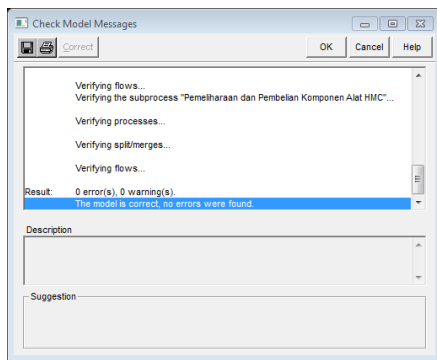 Check Model Messages
Correct
OK
Cancel
Help
Verifying flows...
Verifying the subprocess "Pemeliharaan dan Pembelian Komponen Alat HMC"...
Verifying processes...
Verifying split/merges...
Verifying flows...
Result: 0 error(s), 0 warning(s).
The model is correct, no errors were found.
Description
Suggestion